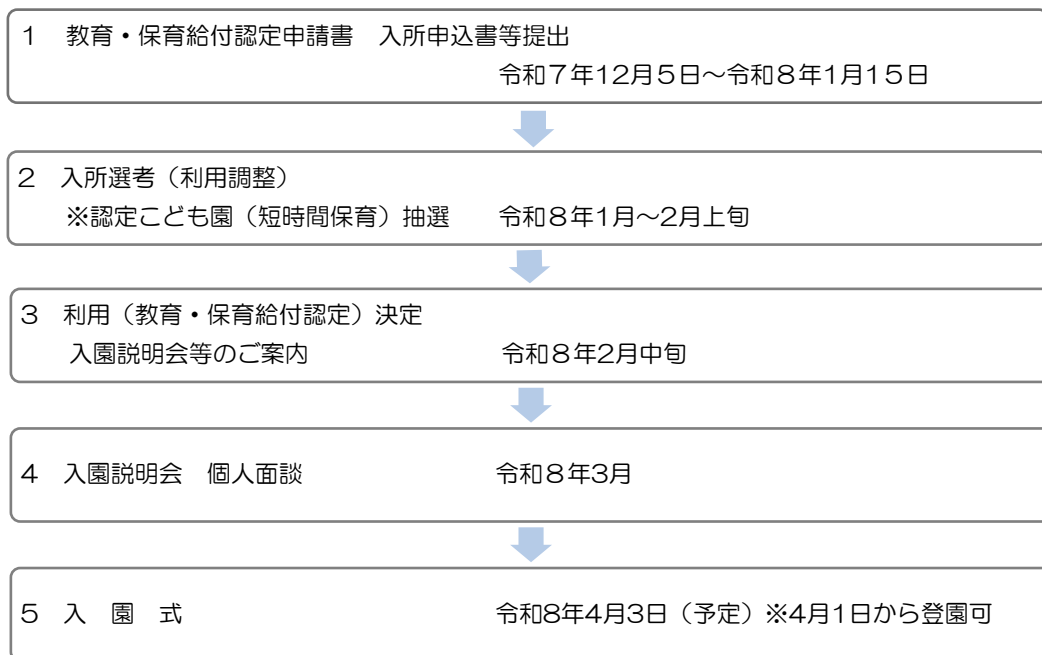 １　教育・保育給付認定申請書　入所申込書等提出
令和７年12月５日～令和８年１月15日
２　入所選考（利用調整）
※認定こども園（短時間保育）抽選　　令和８年１月～２月上旬
３　利用（教育・保育給付認定）決定
入園説明会等のご案内　　令和８年２月中旬
４　入園説明会　個人面談　　令和８年３月
５　入　園　式　　令和８年４月３日（予定）※４月１日から登園可